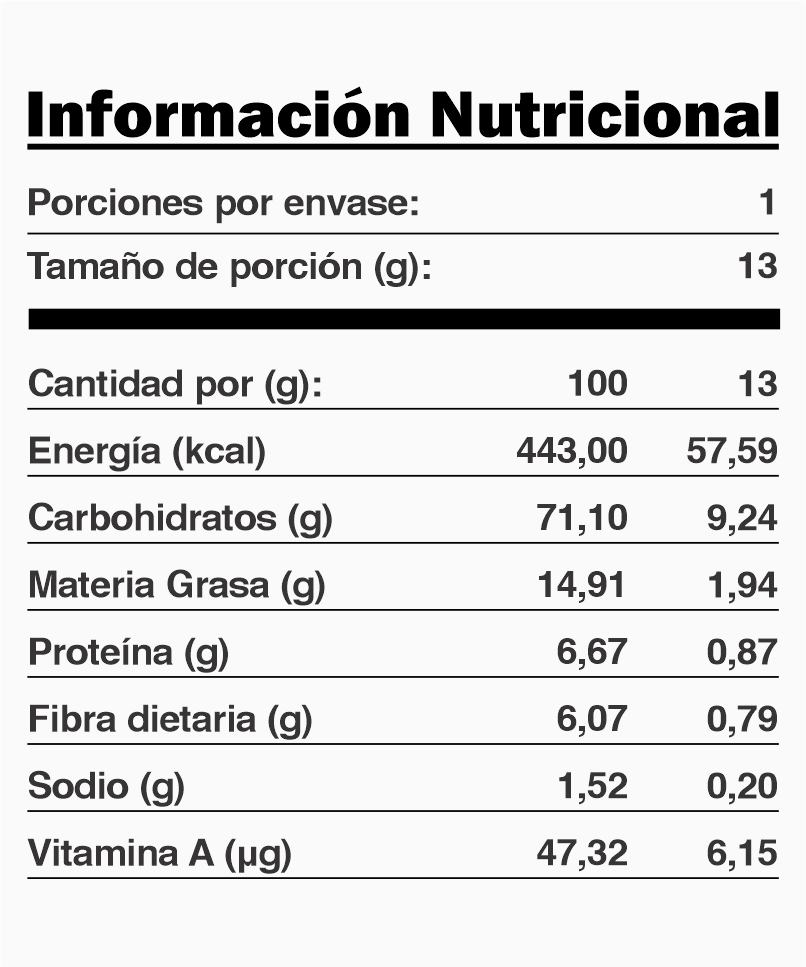 Información Nutricional
Porciones por envase: 1
Tamaño de porción (g): 13
Cantidad por (g): 100 13
Energía (kcal) 443,00 57,59
Carbohidratos (g) 71,10 9,24
Materia Grasa (g) 14,91 1,94
Proteína (g) 6,67 0,87
Fibra dietaria (g) 6,07 0,79
Sodio (g) 1,52 0,20
Vitamina A (µg) 47,32 6,15